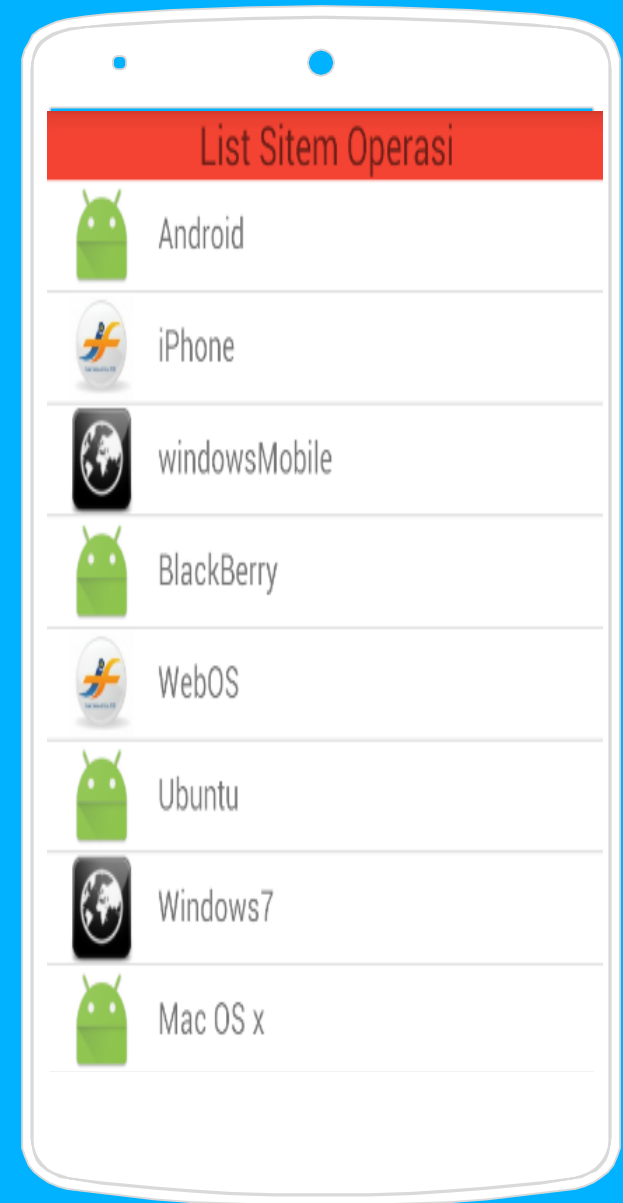 List Sitem Operasi
Android
iPhone
windowsMobile
BlackBerry
WebOS
Ubuntu
Windows7
Mac OS x